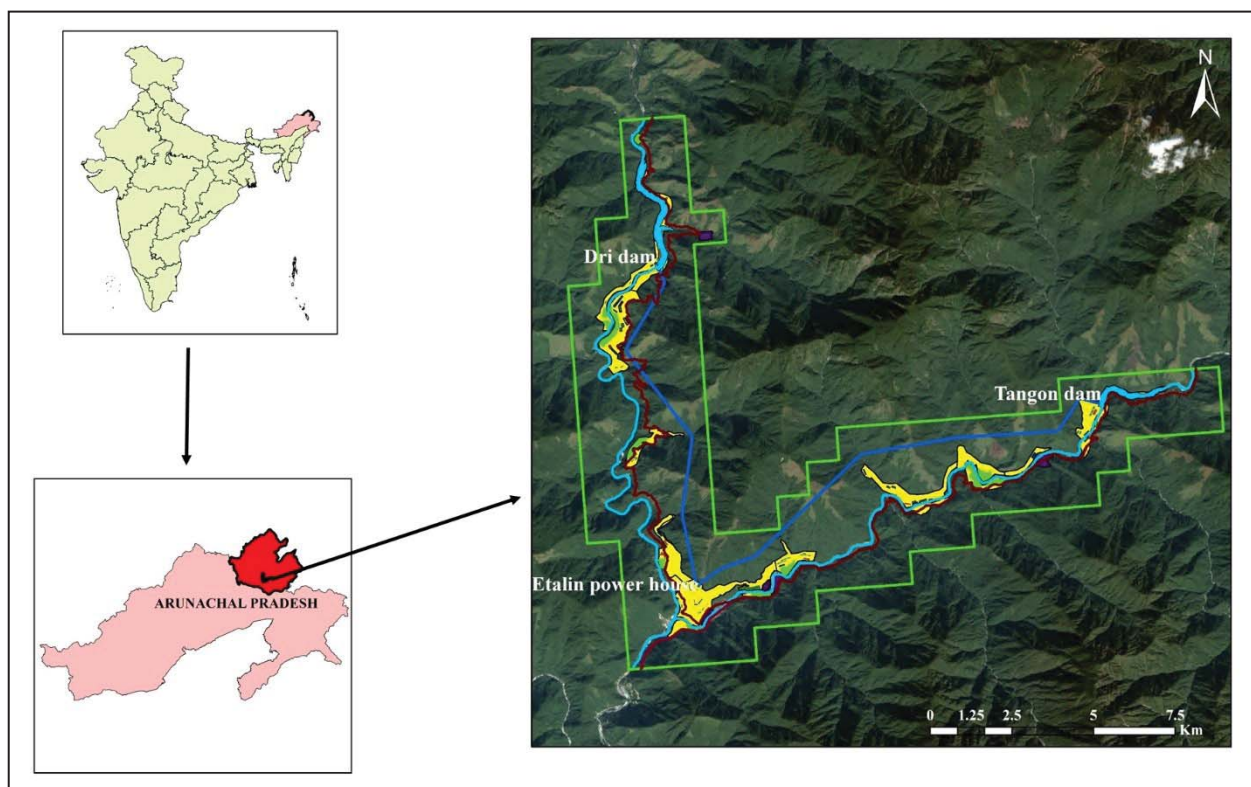 N
Dri dam
Tangon dam
Etalin power house
ARUNACHAL PRADESH
0 1.25 2.5 5 7.5
Km